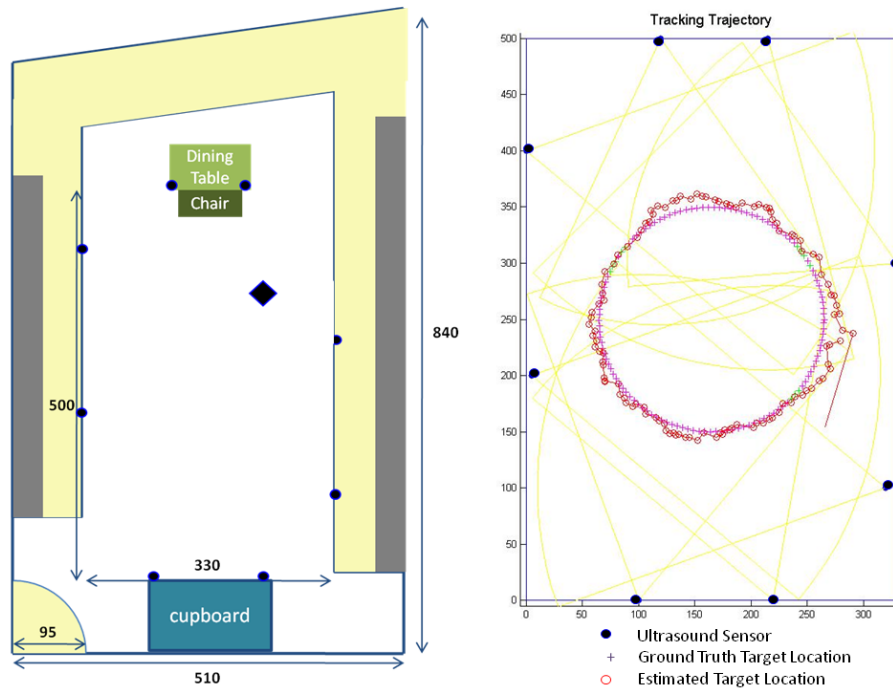 Dining
Table
Chair
840
500
330
cupboard
95
510
Tracking Trajectory
500
450
400
350
300
250
200
150
100
50
0
0
50
100
150
200
250
300
Ultrasound Sensor
Ground Truth Target Location
Estimated Target Location